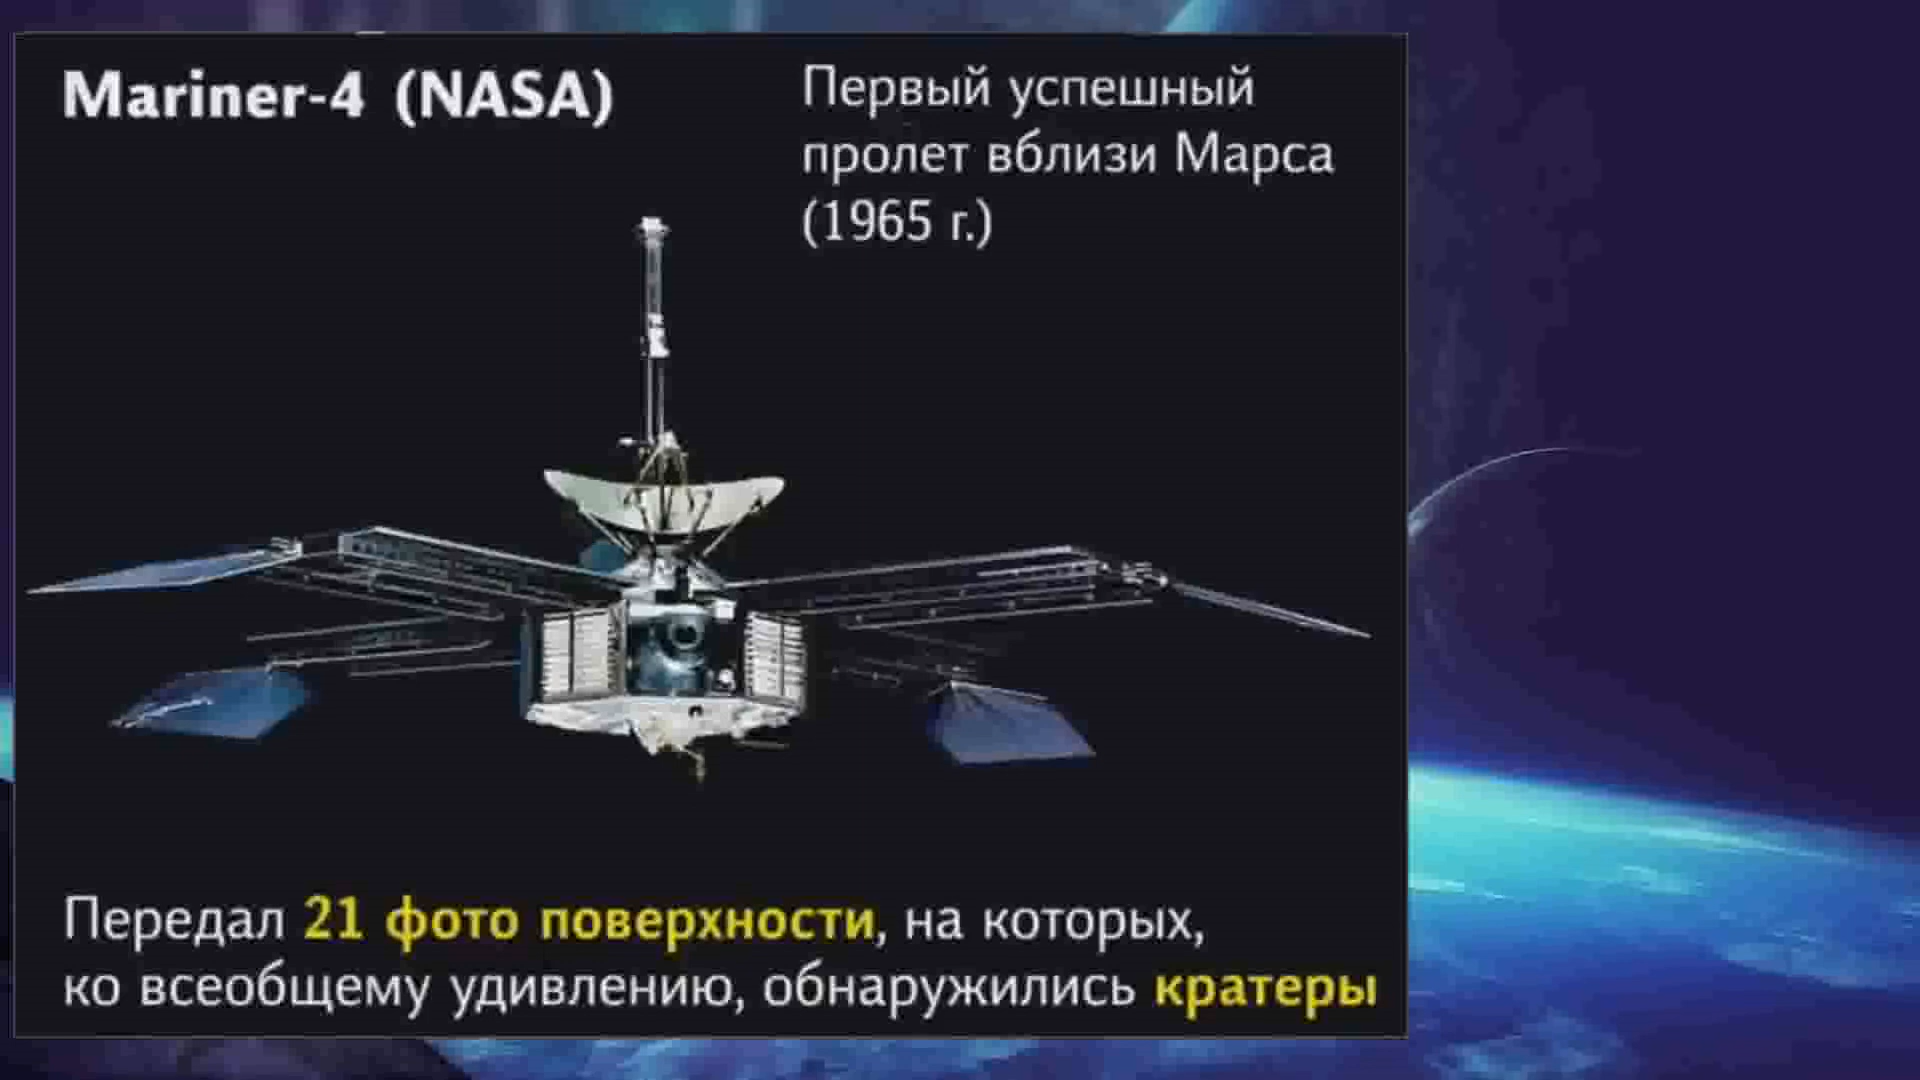 Mariner-4 (NASA)
Первый успешный
пролет вблизи Марса
(1965 г.)
Передал 21 фото поверхности, на которых,
ко всеобщему удивлению, обнаружились кратеры